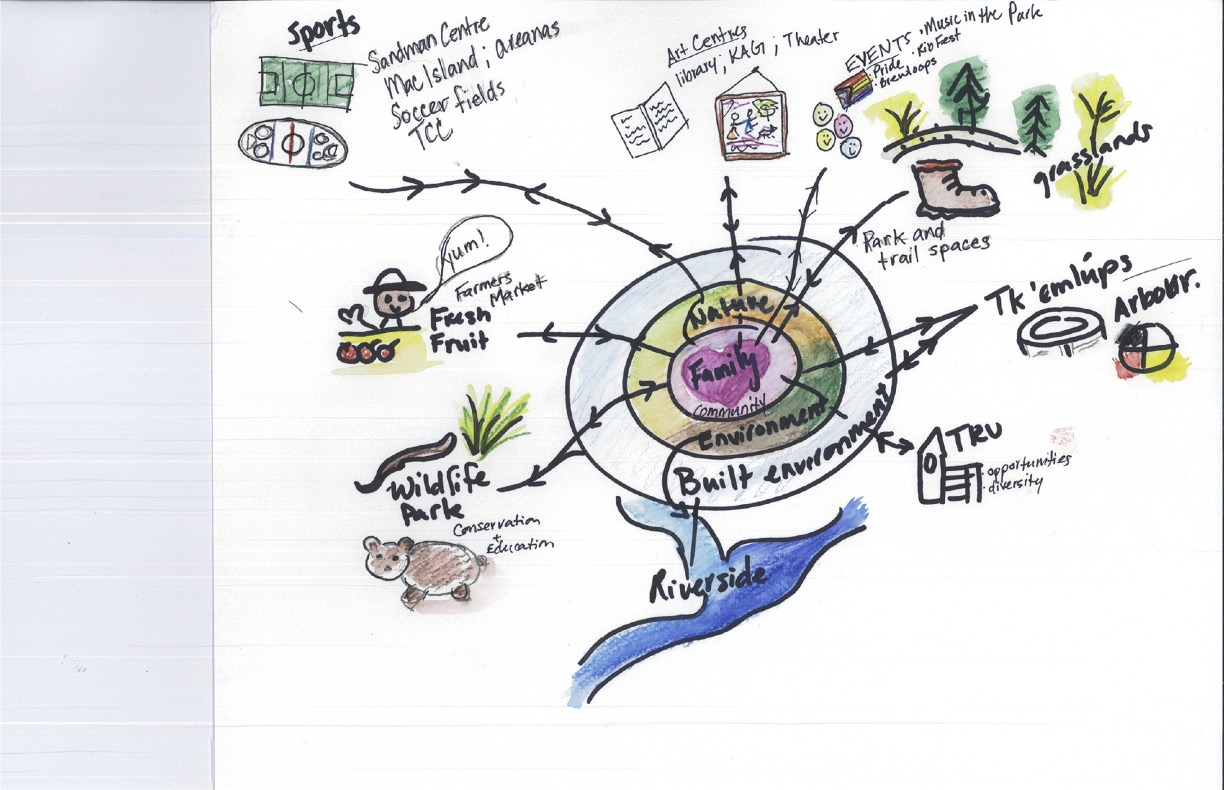 Sports
Sandman Centre
Mac Island ; areanas
Soccer fields
TCC
Art Centres
library ; KAG ; Theater
EVENTS • Music in the Park
• Pride • RibFest
• Brewloops
grasslands
Park and
trail spaces
Yum!
Farmers
Market
Fresh
Fruit
Tk'emlúps
Arbour.
Nature
Family
Community
Environment
Built environment
TRU
• opportunities
• diversity
Wildlife
Park
Conservation
+
Education
Riverside